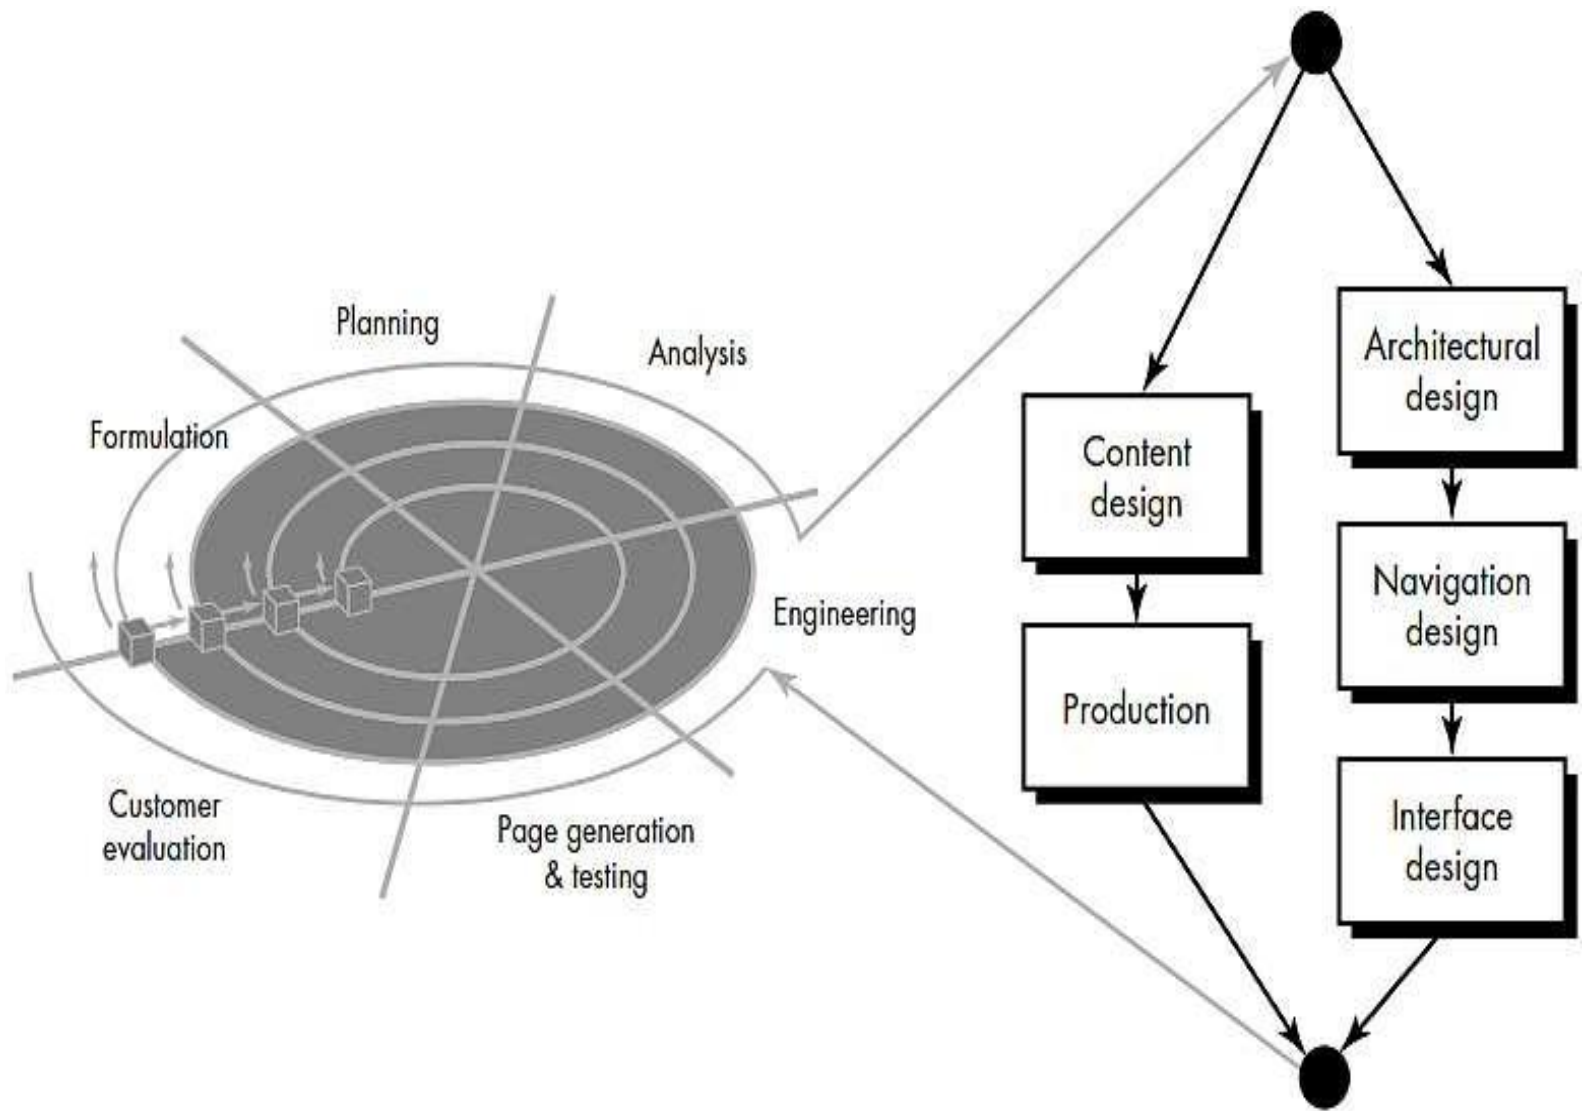 Planning
Analysis
Formulation
Engineering
Customer
evaluation
Page generation
& testing
Content
design
Production
Architectural
design
Navigation
design
Interface
design